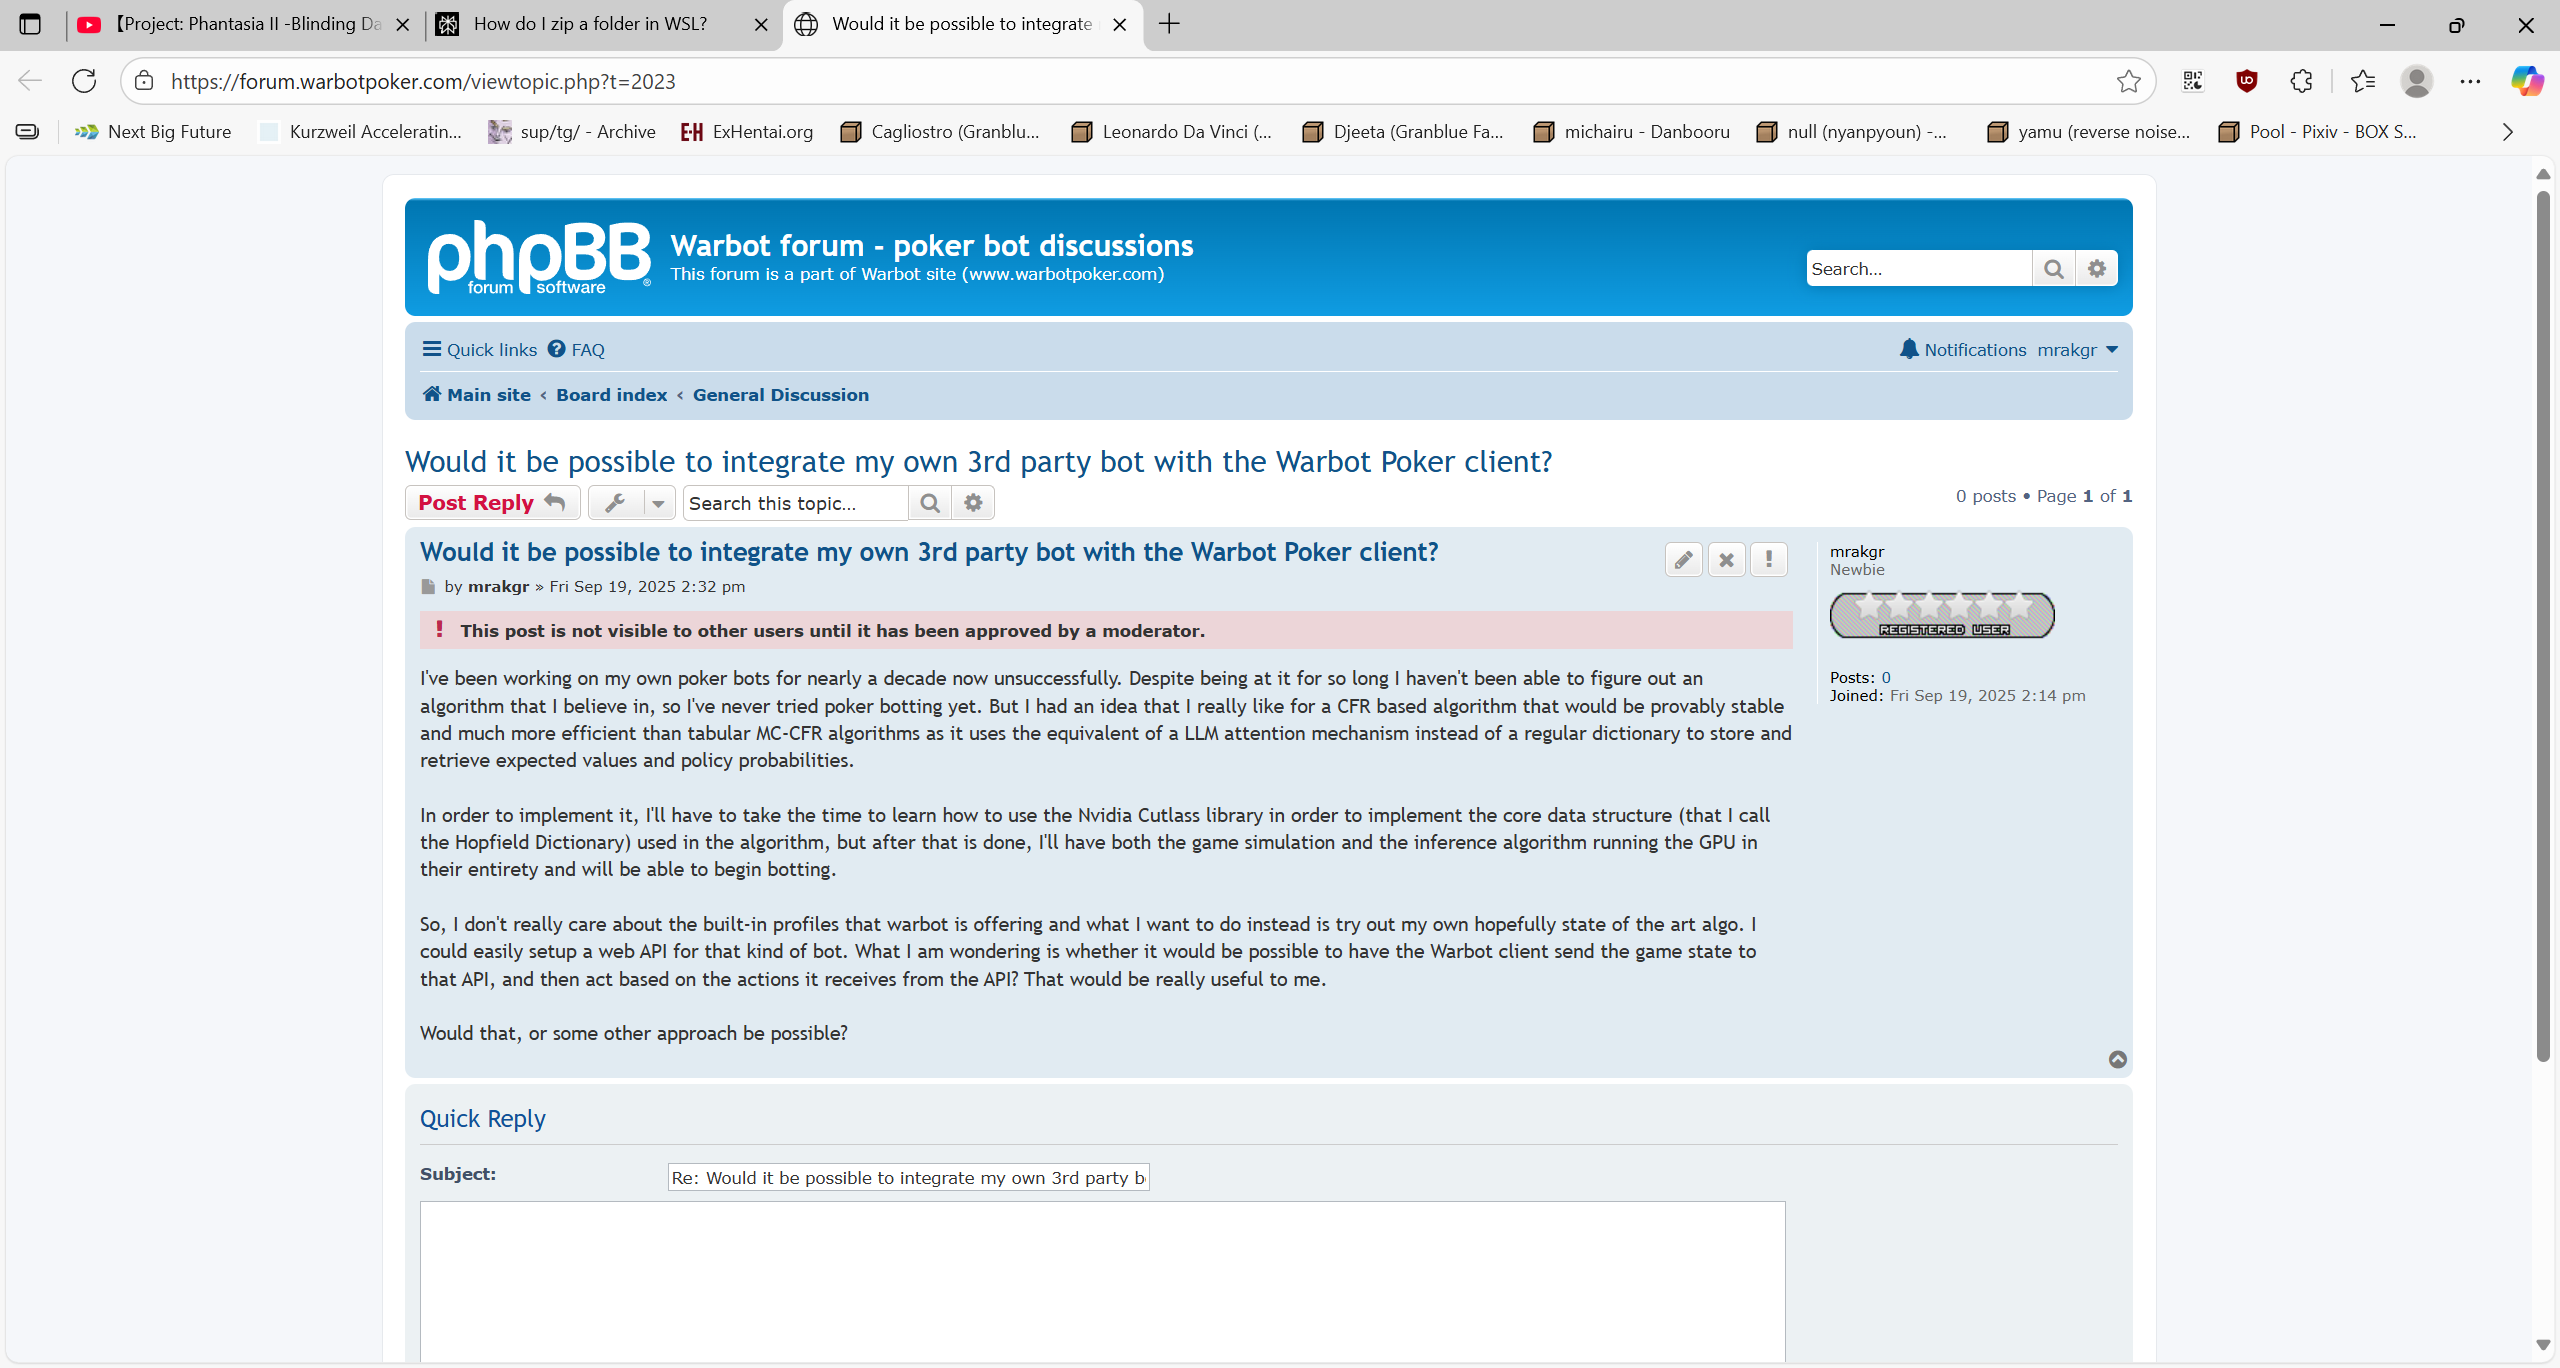 【Project: Phantasia II -Blinding Da
How do I zip a folder in WSL?
Would it be possible to integrate
https://forum.warbotpoker.com/viewtopic.php?t=2023
Next Big Future
Kurzweil Acceleratin...
sup/tg/ - Archive
E-H ExHentai.org
Cagliostro (Granblu...
Leonardo Da Vinci (...
Djeeta (Granblue Fa...
michairu - Danbooru
null (nyanpyoun) -...
yamu (reverse noise...
Pool - Pixiv - BOX S...
phpBB
forum software ®
Warbot forum - poker bot discussions
This forum is a part of Warbot site (www.warbotpoker.com)
Search...
Quick links FAQ
Notifications mrakgr
Main site ‹ Board index ‹ General Discussion
Would it be possible to integrate my own 3rd party bot with the Warbot Poker client?
Post Reply
Search this topic...
0 posts • Page 1 of 1
Would it be possible to integrate my own 3rd party bot with the Warbot Poker client?
by mrakgr » Fri Sep 19, 2025 2:32 pm
! This post is not visible to other users until it has been approved by a moderator.
I've been working on my own poker bots for nearly a decade now unsuccessfully. Despite being at it for so long I haven't been able to figure out an
algorithm that I believe in, so I've never tried poker botting yet. But I had an idea that I really like for a CFR based algorithm that would be provably stable
and much more efficient than tabular MC-CFR algorithms as it uses the equivalent of a LLM attention mechanism instead of a regular dictionary to store and
retrieve expected values and policy probabilities.
In order to implement it, I'll have to take the time to learn how to use the Nvidia Cutlass library in order to implement the core data structure (that I call
the Hopfield Dictionary) used in the algorithm, but after that is done, I'll have both the game simulation and the inference algorithm running the GPU in
their entirety and will be able to begin botting.
So, I don't really care about the built-in profiles that warbot is offering and what I want to do instead is try out my own hopefully state of the art algo. I
could easily setup a web API for that kind of bot. What I am wondering is whether it would be possible to have the Warbot client send the game state to
that API, and then act based on the actions it receives from the API? That would be really useful to me.
Would that, or some other approach be possible?
mrakgr
Newbie
REGISTERED USER
Posts: 0
Joined: Fri Sep 19, 2025 2:14 pm
Quick Reply
Subject:
Re: Would it be possible to integrate my own 3rd party b